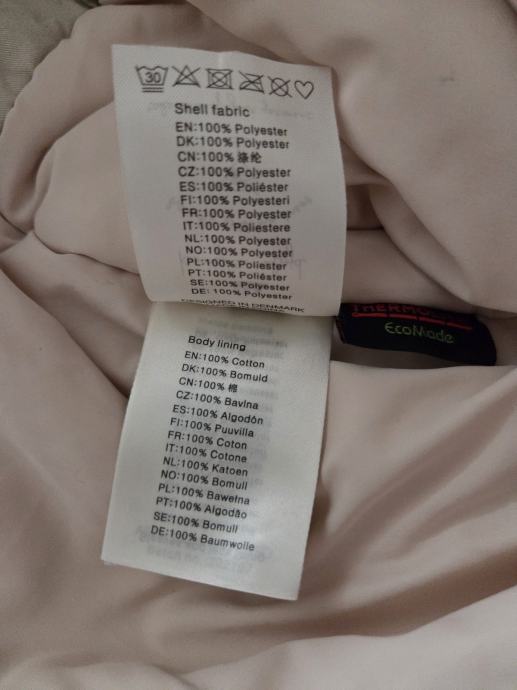 30
Shell fabric
EN:100% Polyester
DK:100% Polyester
CN:100% 涤纶
CZ:100% Polyester
ES:100% Poliéster
FI:100% Polyesteri
FR:100% Polyester
IT:100% Poliestere
NL:100% Polyester
NO:100% Polyester
PL:100% Poliester
PT:100% Poliéster
SE:100% Polyester
DE: 100% Polyester
DESIGNED IN DENMARK
THERMO
EcoMade
Body lining
EN:100% Cotton
DK:100% Bomuld
CN:100% 棉
CZ:100% Bavlna
ES:100% Algodón
FI:100% Puuvilla
FR:100% Coton
IT:100% Cotone
NL:100% Katoen
NO:100% Bomull
PL:100% Bawełna
PT:100% Algodão
SE:100% Bomull
DE:100% Baumwolle